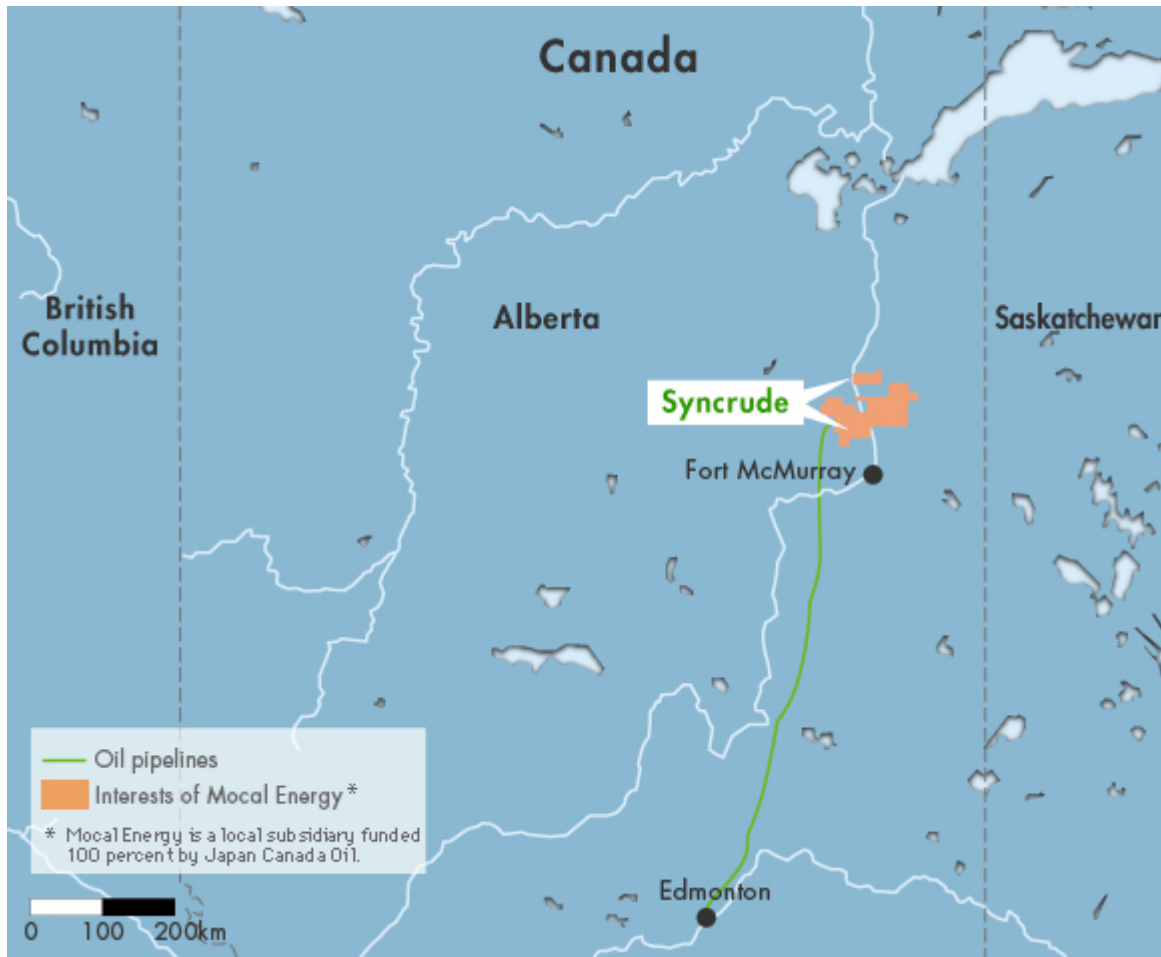 Canada
British
Columbia
Alberta
Saskatchewan
Syncrude
Fort McMurray
Oil pipelines
Interests of Mocal Energy *
* Mocal Energy is a local subsidiary funded
100 percent by Japan Canada Oil.
Edmonton
0 100 200km